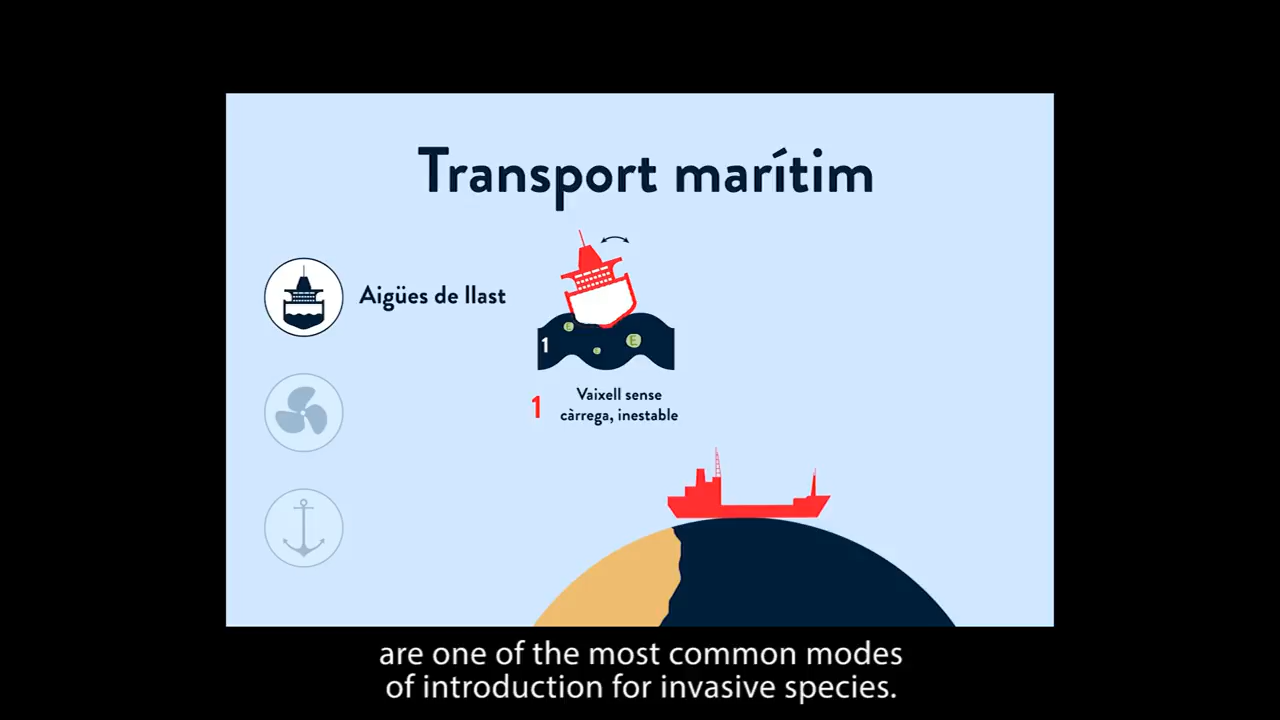 Transport marítim
Aigües de llast
E
E
E
1
1
Vaixell sense
càrrega, inestable
are one of the most common modes
of introduction for invasive species.